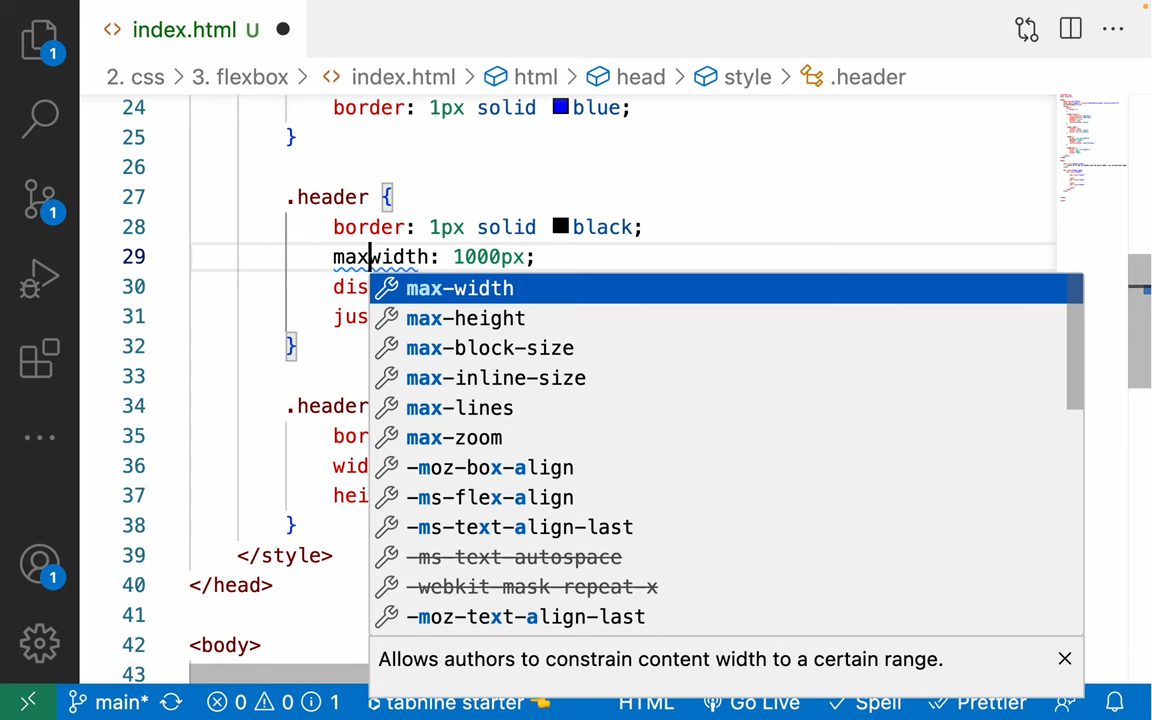 index.html U
2. css > 3. flexbox > index.html > html > head > style > .header
24 border: 1px solid blue;
25 }
26
27 .header {
28 border: 1px solid black;
29 maxwidth: 1000px;
30 dis
31 jus
32 }
33
34 .header
35 bor
36 wid
37 hei
38 }
39 </style>
40 </head>
41
42 <body>
43
max-width
max-height
max-block-size
max-inline-size
max-lines
max-zoom
-moz-box-align
-ms-flex-align
-ms-text-align-last
-ms-text-autospace
-webkit-mask-repeat-x
-moz-text-align-last
Allows authors to constrain content width to a certain range.
1
1
1
main* 0 0 1 tabnine starter HTML Go Live Spell Prettier